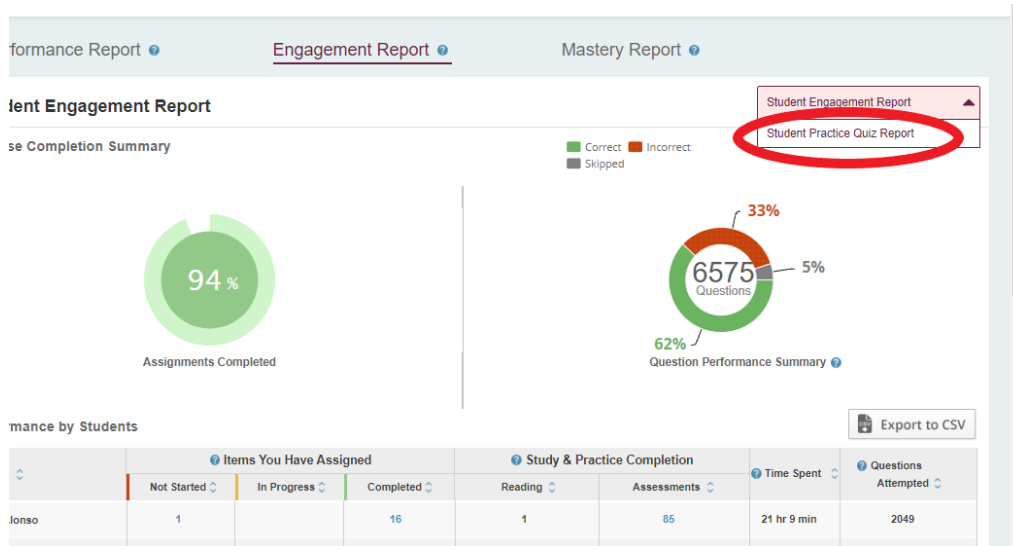 formance Report
Engagement Report
Mastery Report
dent Engagement Report
Student Engagement Report
Student Practice Quiz Report
se Completion Summary
Correct Incorrect
Skipped
94 %
Assignments Completed
33%
6575
Questions
5%
62%
Question Performance Summary
rmance by Students
CSV Export to CSV
Items You Have Assigned Study & Practice Completion Time Spent Questions Attempted
Not Started In Progress Completed Reading Assessments
lonso 1 16 1 85 21 hr 9 min 2049